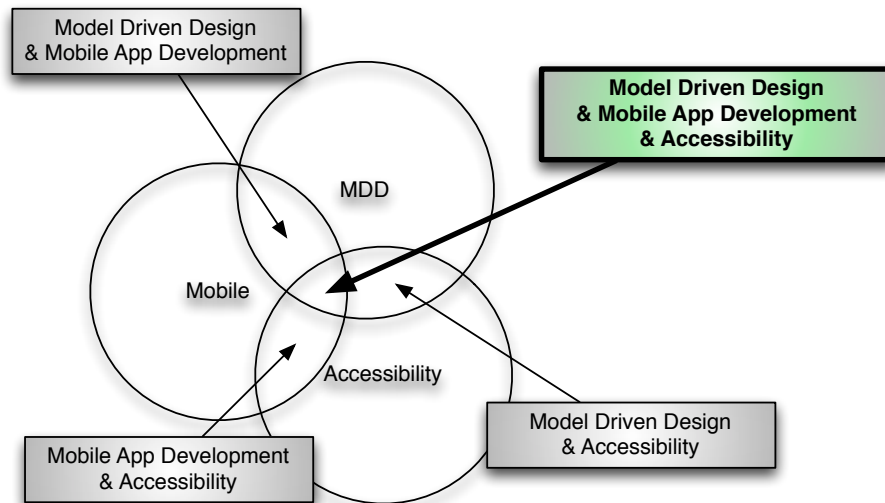 Model Driven Design
& Mobile App Development
Model Driven Design
& Mobile App Development
& Accessibility
MDD
Mobile
Accessibility
Model Driven Design
& Accessibility
Mobile App Development
& Accessibility